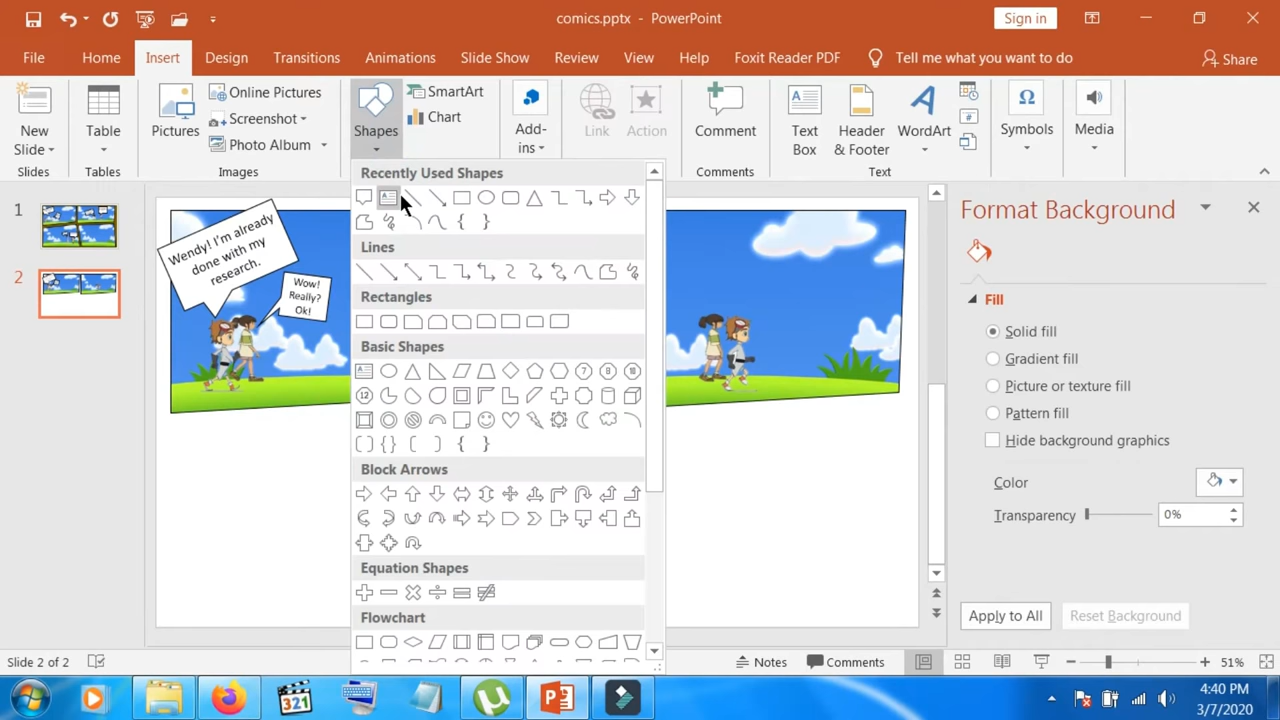 comics.pptx - PowerPoint
Sign in
File
Home
Insert
Design
Transitions
Animations
Slide Show
Review
View
Help
Foxit Reader PDF
Tell me what you want to do
Share
New
Slide
Slides
Table
Tables
Pictures
Online Pictures
Screenshot
Photo Album
Images
Shapes
SmartArt
Chart
Add-
ins
Link
Action
Comment
Comments
Text
Box
Header
& Footer
WordArt
Text
Symbols
Media
Recently Used Shapes
Lines
Rectangles
Basic Shapes
Block Arrows
Equation Shapes
Flowchart
1
2
Wendy! I'm already
done with my
research.
Wow!
Really?
Ok!
Format Background
Fill
Solid fill
Gradient fill
Picture or texture fill
Pattern fill
Hide background graphics
Color
Transparency
0%
Apply to All
Reset Background
Slide 2 of 2
Notes
Comments
51%
321
4:40 PM
3/7/2020